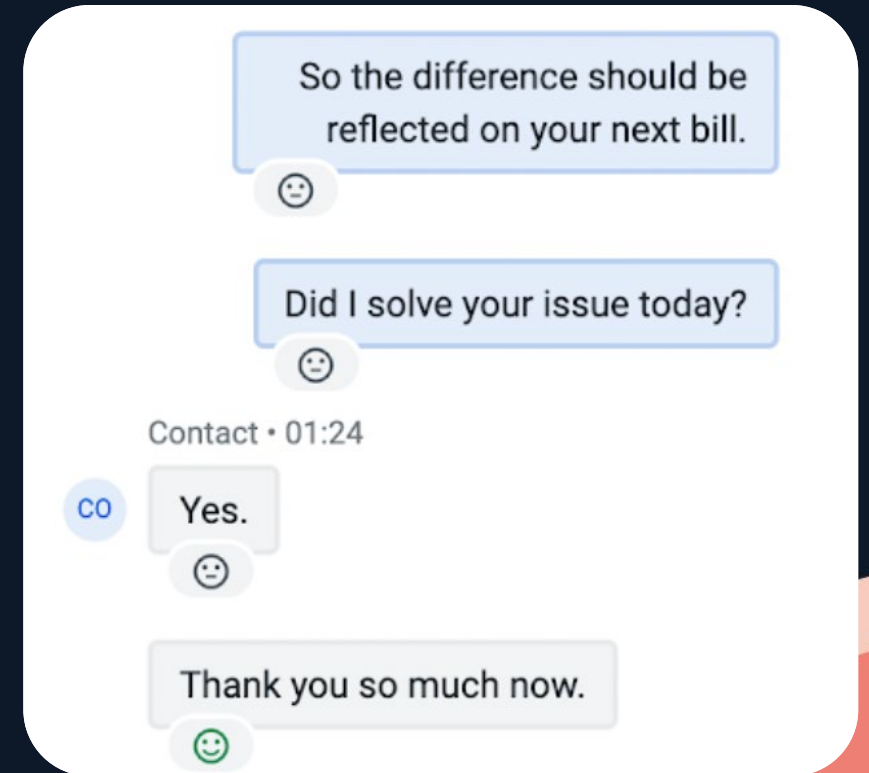 So the difference should be
reflected on your next bill.
Did I solve your issue today?
Contact • 01:24
CO
Yes.
Thank you so much now.